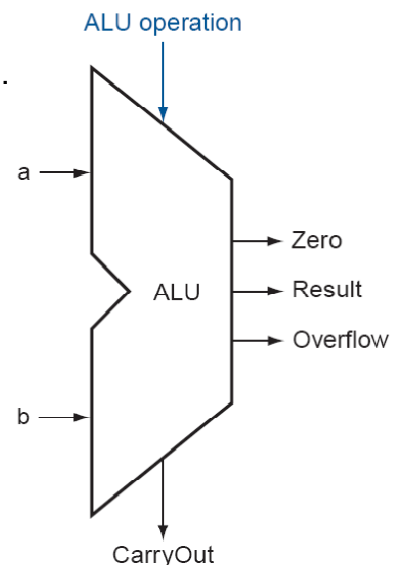 ALU operation
.
a
Zero
ALU
Result
Overflow
b
CarryOut